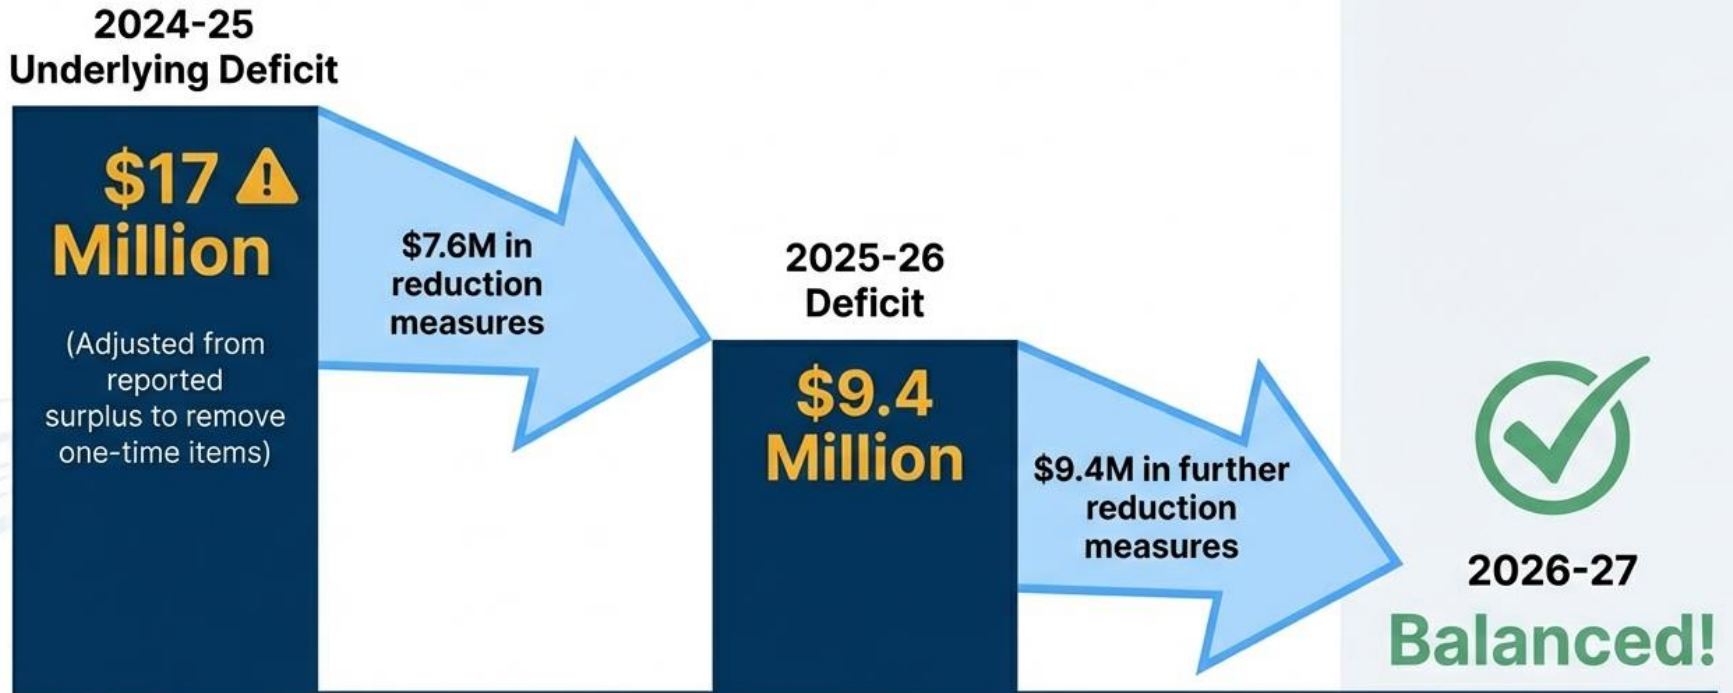 2024-25
Underlying Deficit
$17
Million
(Adjusted from
reported
surplus to remove
one-time items)
$7.6M in
reduction
measures
2025-26
Deficit
$9.4
Million
$9.4M in further
reduction
measures
2026-27
Balanced!